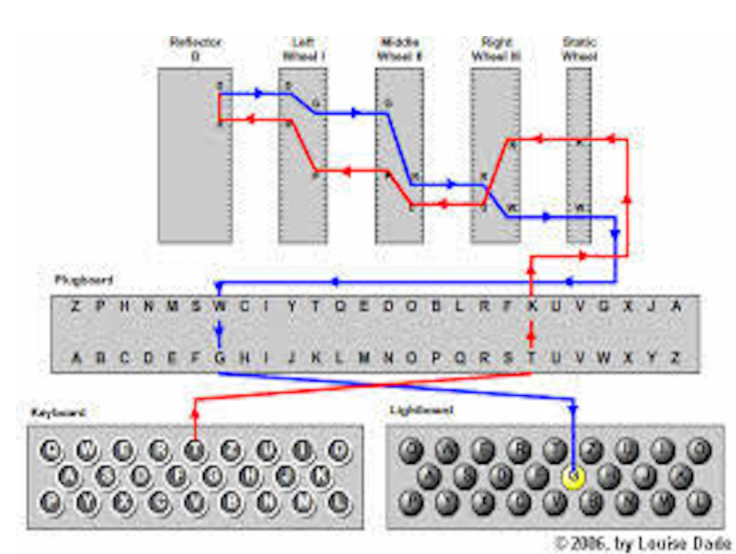 Reflector B Left Wheel I Middle Wheel II Right Wheel III Static Wheel
G G
W W
Plugboard
Z P H N M S W C I Y T Q E D O B L R F K U V G X J A
A B C D E F G H I J K L M N O P Q R S T U V W X Y Z
Keyboard Lightboard
Q W E R T Z U I O
A S D F G H J K
P Y X C V B N M L
Q W E R T Z U I O
A S D F G H J K
P Y X C V B N M L
© 2006, by Louise Dade